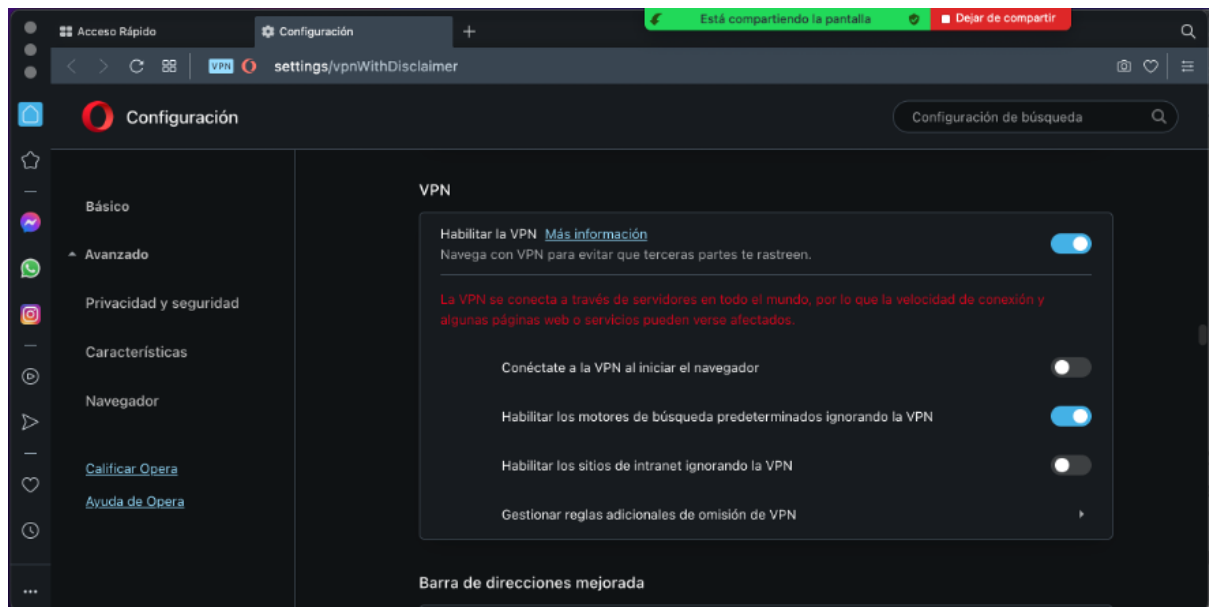 Está compartiendo la pantalla
Dejar de compartir
Acceso Rápido
Configuración
VPN
settings/vpnWithDisclaimer
Configuración
Configuración de búsqueda
Básico
Avanzado
Privacidad y seguridad
Características
Navegador
Calificar Opera
Ayuda de Opera
VPN
Habilitar la VPN Más información
Navega con VPN para evitar que terceras partes te rastreen.
La VPN se conecta a través de servidores en todo el mundo, por lo que la velocidad de conexión y
algunas páginas web o servicios pueden verse afectados.
Conéctate a la VPN al iniciar el navegador
Habilitar los motores de búsqueda predeterminados ignorando la VPN
Habilitar los sitios de intranet ignorando la VPN
Gestionar reglas adicionales de omisión de VPN
Barra de direcciones mejorada